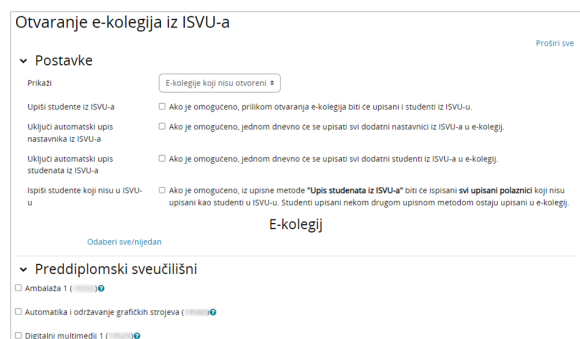 Otvaranje e-kolegija iz ISVU-a
Proširi sve
Postavke
Prikaži
E-kolegije koji nisu otvoreni
Upiši studente iz ISVU-a
Ako je omogućeno, prilikom otvaranja e-kolegija biti će upisani i studenti iz ISVU-u.
Uključi automatski upis
nastavnika iz ISVU-a
Ako je omogućeno, jednom dnevno će se upisati svi dodatni nastavnici iz ISVU-a u e-kolegij.
Uključi automatski upis
studenata iz ISVU-a
Ako je omogućeno, jednom dnevno će se upisati svi dodatni studenti iz ISVU-a u e-kolegij.
Ispiši studente koji nisu u ISVU-
u
Ako je omogućeno, iz upisne metode "Upis studenata iz ISVU-a" biti će ispisani svi upisani polaznici koji nisu
upisani kao studenti u ISVU-u. Studenti upisani nekom drugom upisnom metodom ostaju upisani u e-kolegij.
E-kolegij
Odaberi sve/nijedan
Preddiplomski sveučilišni
Ambalaža 1 ( )
Automatika i održavanje grafičkih strojeva ( )
Digitalni multimedij 1 ( )